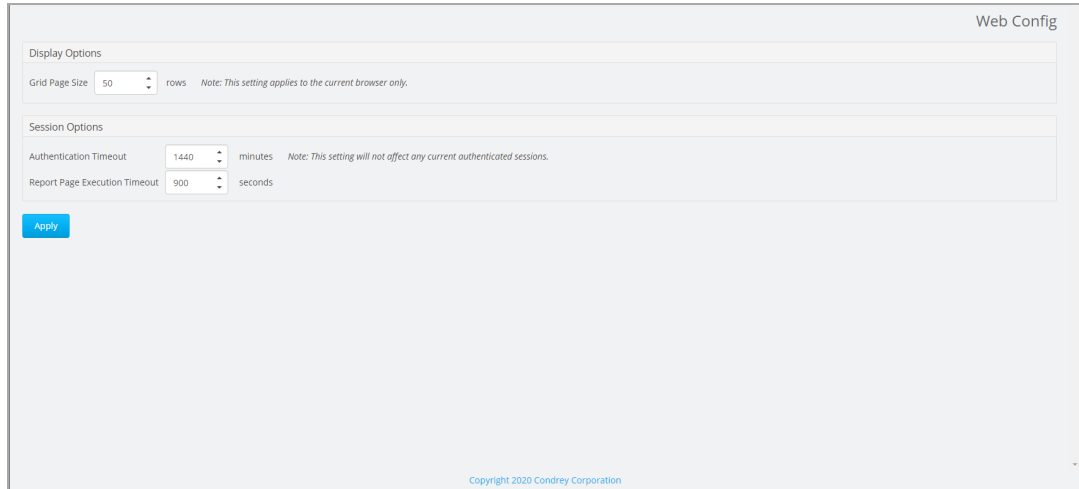 Web Config
Display Options
Grid Page Size 50 rows Note: This setting applies to the current browser only.
Session Options
Authentication Timeout 1440 minutes Note: This setting will not affect any current authenticated sessions.
Report Page Execution Timeout 900 seconds
Apply
Copyright 2020 Condrey Corporation